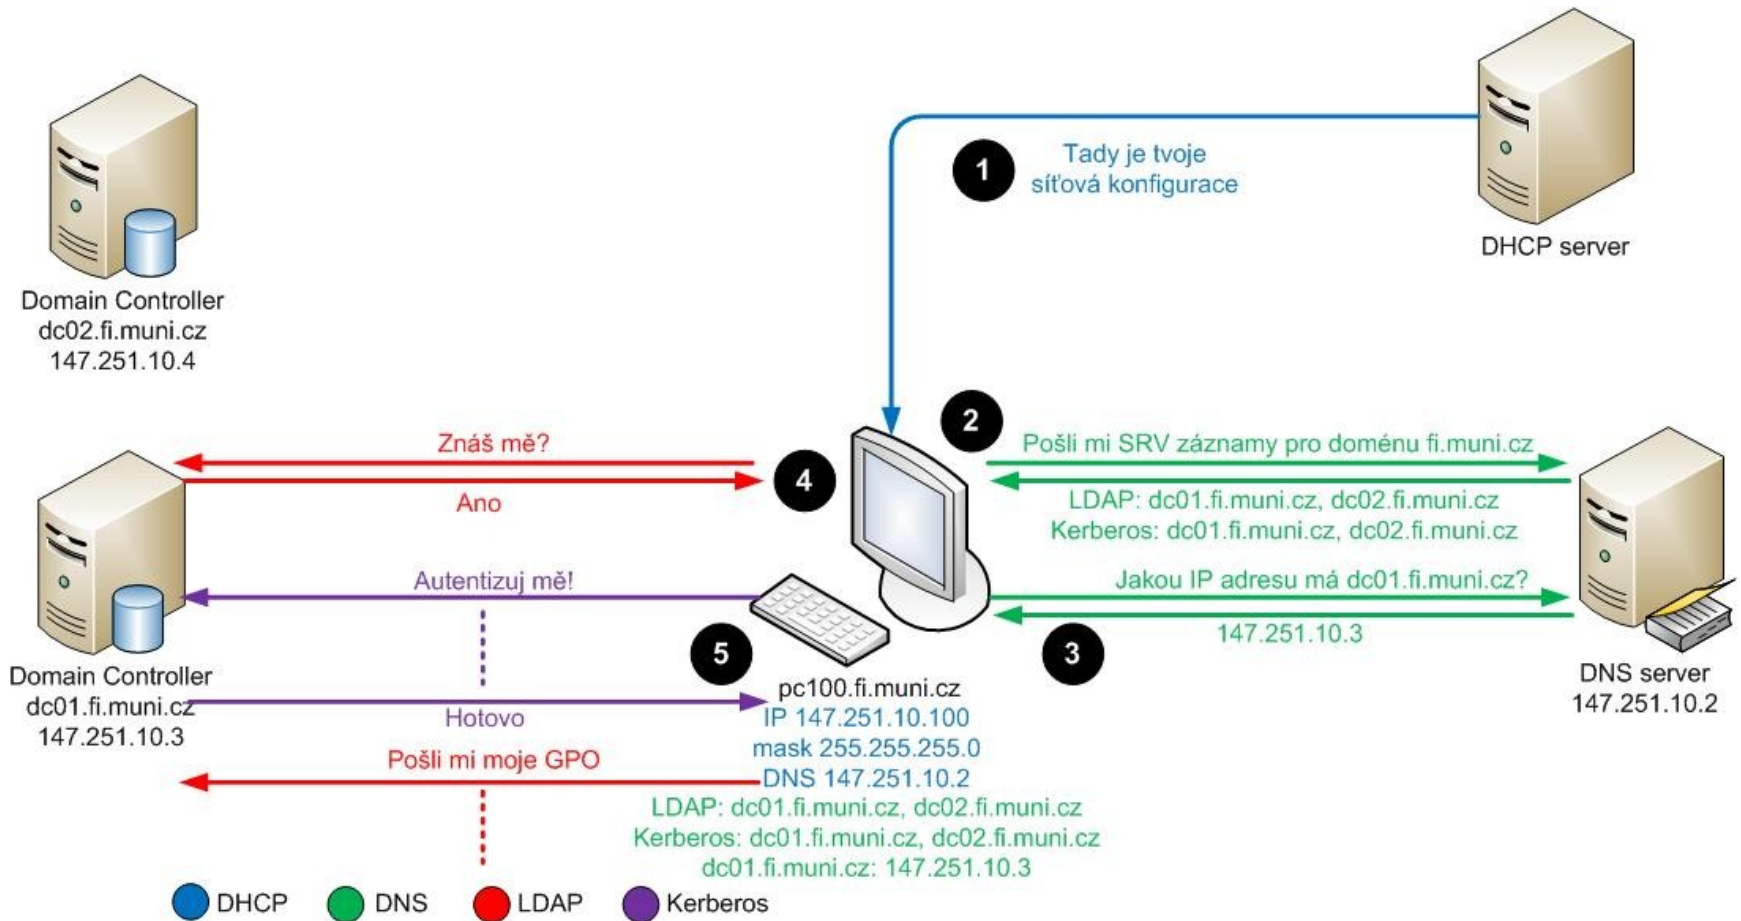 1
Tady je tvoje
síťová konfigurace
DHCP server
Domain Controller
dc02.fi.muni.cz
147.251.10.4
2
Pošli mi SRV záznamy pro doménu fi.muni.cz
LDAP: dc01.fi.muni.cz, dc02.fi.muni.cz
Kerberos: dc01.fi.muni.cz, dc02.fi.muni.cz
Jakou IP adresu má dc01.fi.muni.cz?
147.251.10.3
3
DNS server
147.251.10.2
Znáš mě?
4
Ano
Autentizuj mě!
5
Hotovo
Pošli mi moje GPO
Domain Controller
dc01.fi.muni.cz
147.251.10.3
pc100.fi.muni.cz
IP 147.251.10.100
mask 255.255.255.0
DNS 147.251.10.2
LDAP: dc01.fi.muni.cz, dc02.fi.muni.cz
Kerberos: dc01.fi.muni.cz, dc02.fi.muni.cz
dc01.fi.muni.cz: 147.251.10.3
DHCP
DNS
LDAP
Kerberos